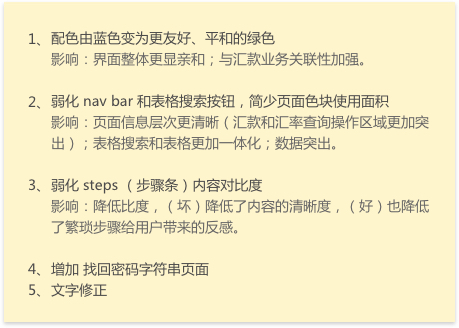 1、配色由蓝色变为更友好、平和的绿色
影响：界面整体更显亲和；与汇款业务关联性加强。
2、弱化 nav bar 和表格搜索按钮，简少页面色块使用面积
影响：页面信息层次更清晰（汇款和汇率查询操作区域更加突
出）；表格搜索和表格更加一体化；数据突出。
3、弱化 steps （步骤条）内容对比度
影响：降低比度，（坏）降低了内容的清晰度，（好）也降低
了繁琐步骤给用户带来的反感。
4、增加 找回密码字符串页面
5、文字修正